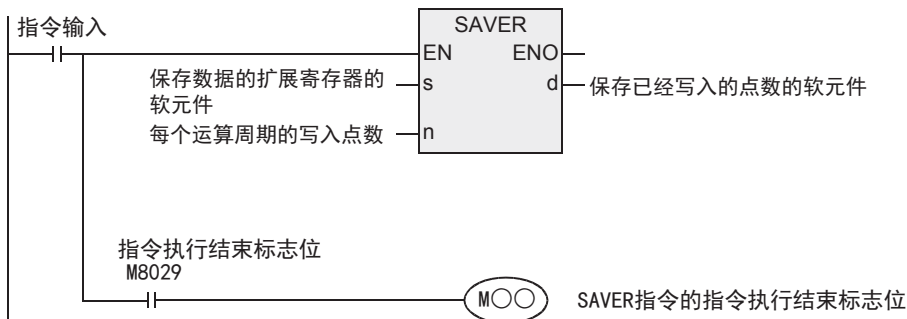 指令输入
SAVER
EN ENO
保存数据的扩展寄存器的
软元件
s d
保存已经写入的点数的软元件
每个运算周期的写入点数
n
指令执行结束标志位
M8029
M○○
SAVER指令的指令执行结束标志位